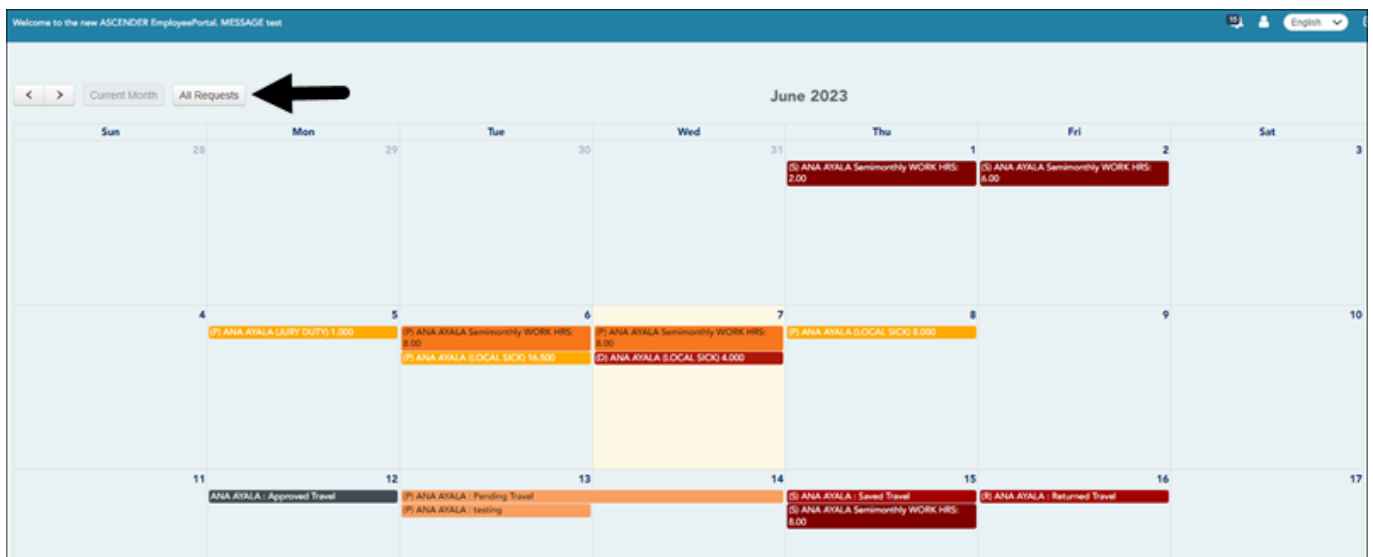 Welcome to the new ASCENDER EmployeePortal. MESSAGE test
15
English
< > Current Month All Requests
June 2023
Sun Mon Tue Wed Thu Fri Sat
28 29 30 31 1 2 3
(S) ANA AYALA Semimonthly WORK HRS:
2.00
(S) ANA AYALA Semimonthly WORK HRS:
6.00
4 5 6 7 8 9 10
(P) ANA AYALA (JURY DUTY) 1.000
(P) ANA AYALA Semimonthly WORK HRS:
8.00
(P) ANA AYALA (LOCAL SICK) 16.500
(P) ANA AYALA Semimonthly WORK HRS:
8.00
(D) ANA AYALA (LOCAL SICK) 4.000
(P) ANA AYALA (LOCAL SICK) 8.000
11 12 13 14 15 16 17
ANA AYALA : Approved Travel
(P) ANA AYALA : Pending Travel
(P) ANA AYALA : testing
(S) ANA AYALA : Saved Travel
(S) ANA AYALA Semimonthly WORK HRS:
8.00
(R) ANA AYALA : Returned Travel